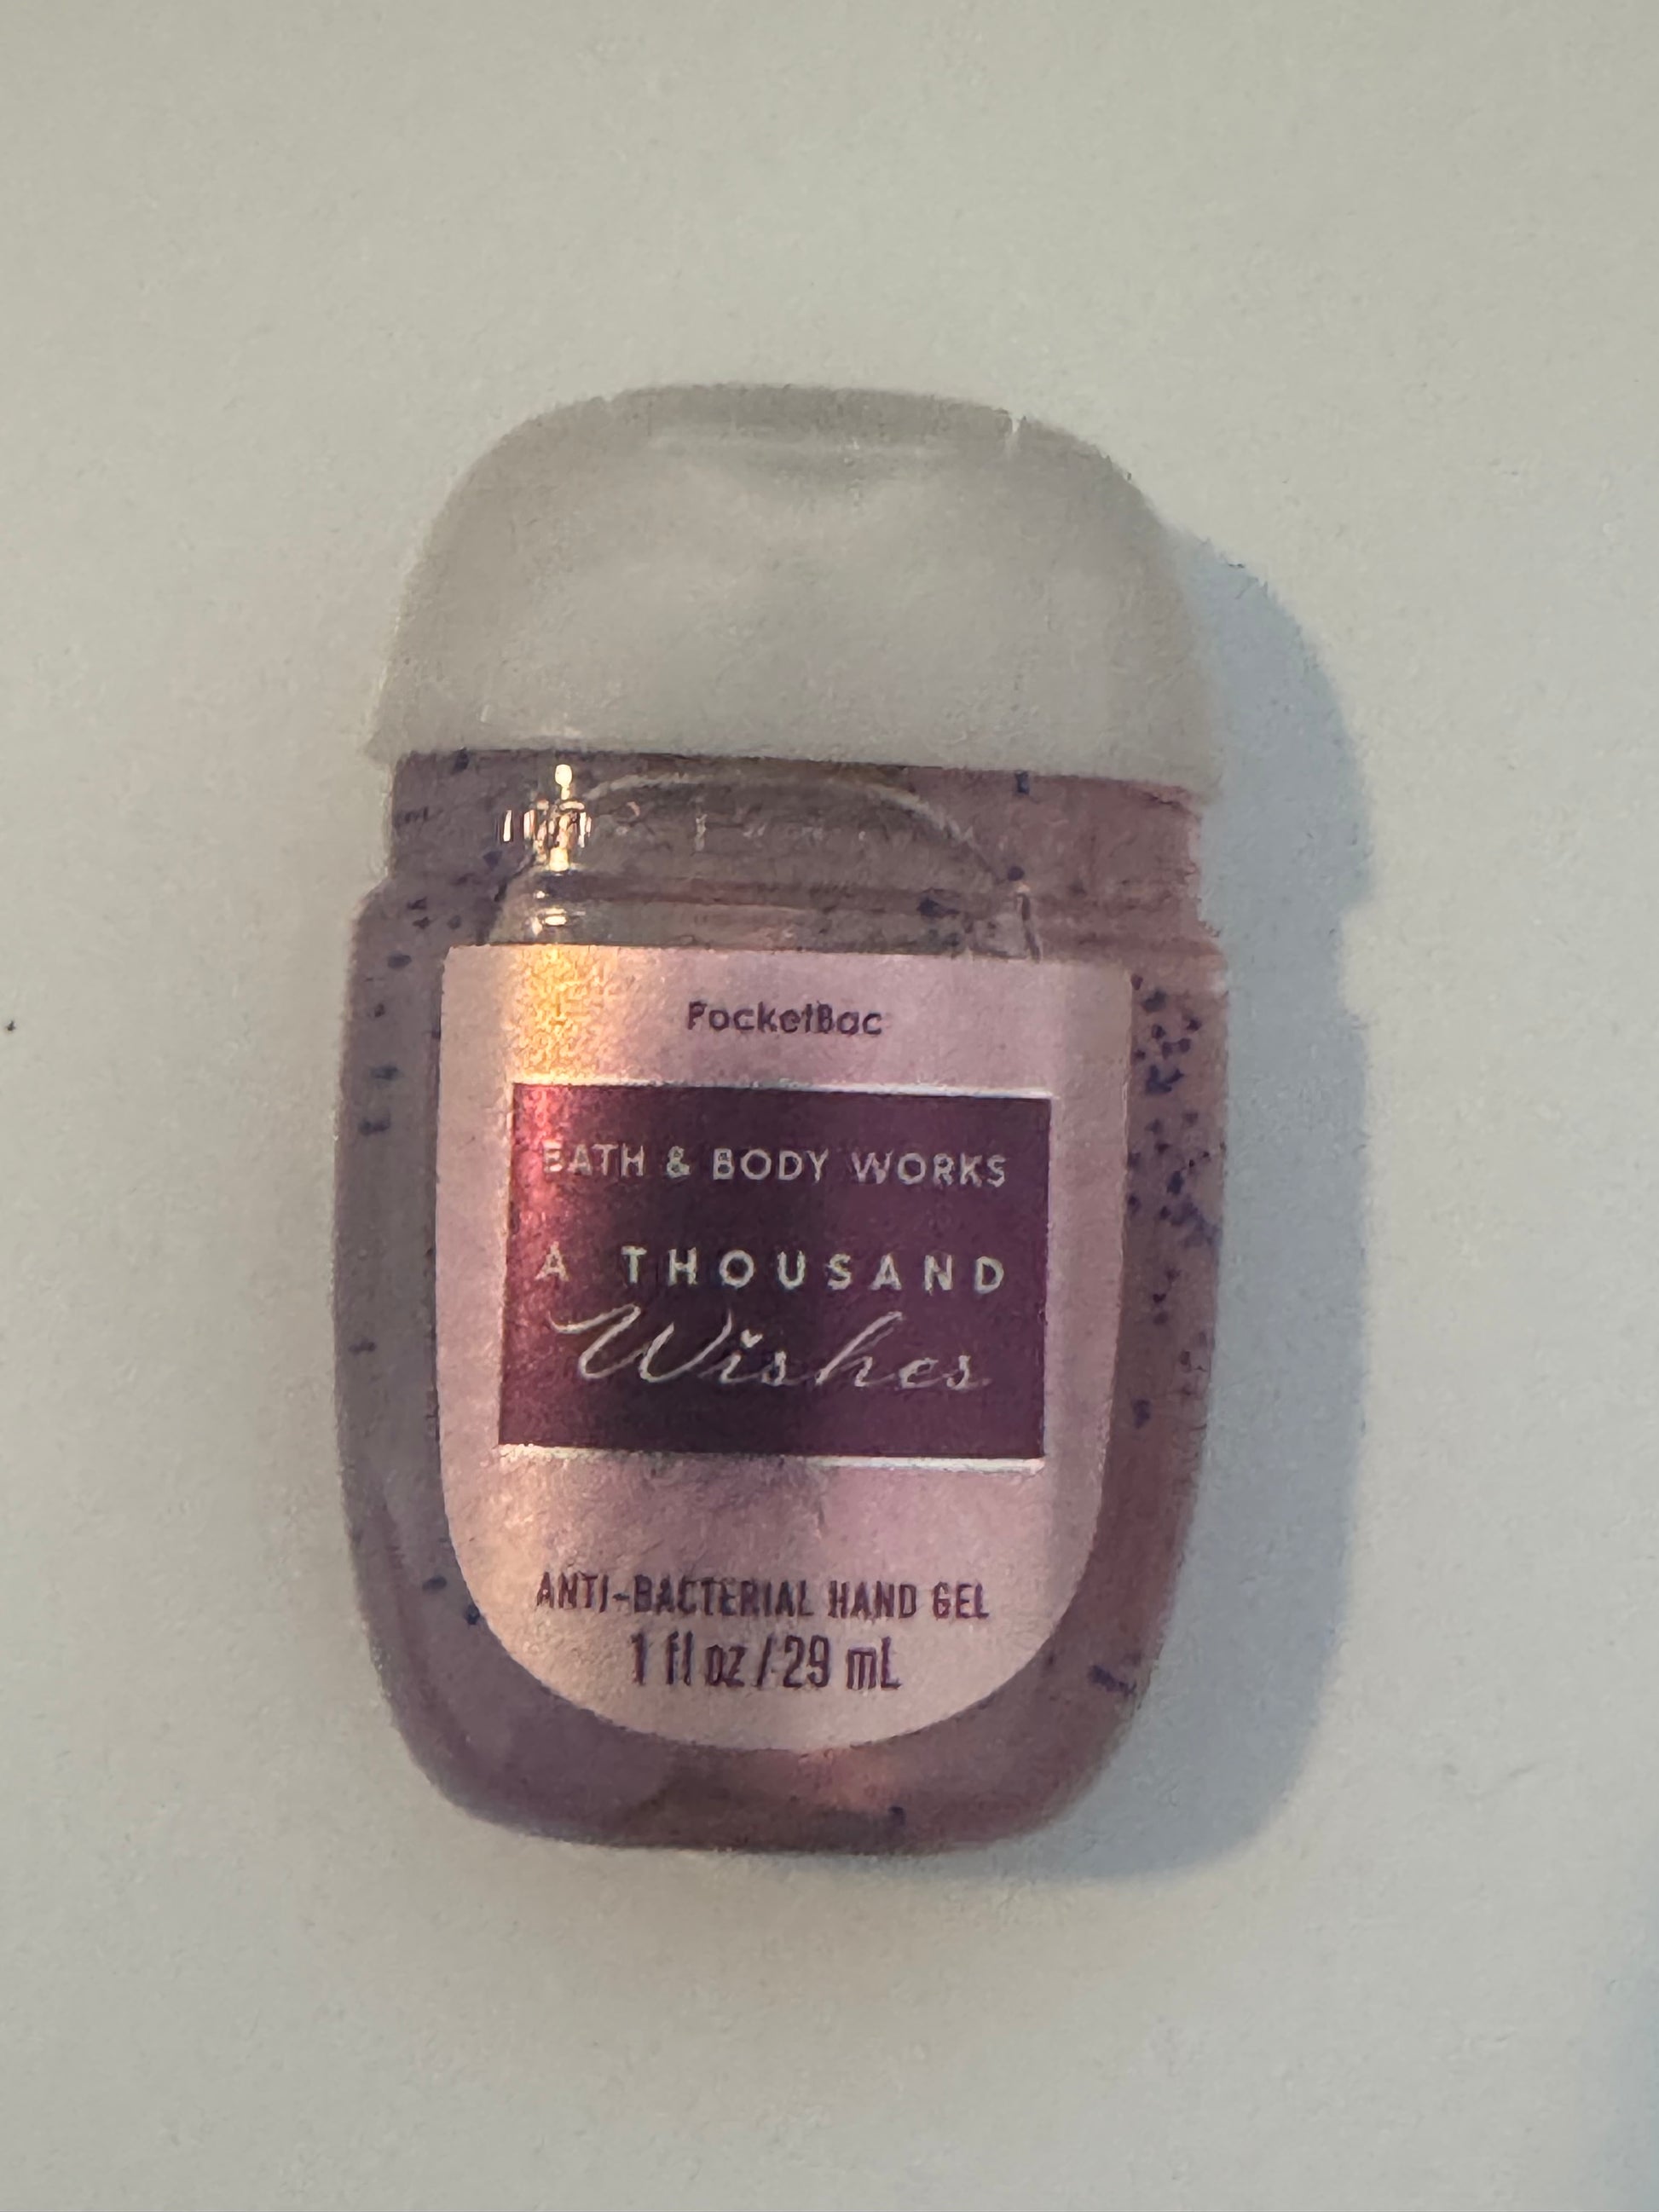 PocketBac
BATH & BODY WORKS
A THOUSAND
Wishes
ANTI-BACTERIAL HAND GEL
1 fl oz / 29 mL